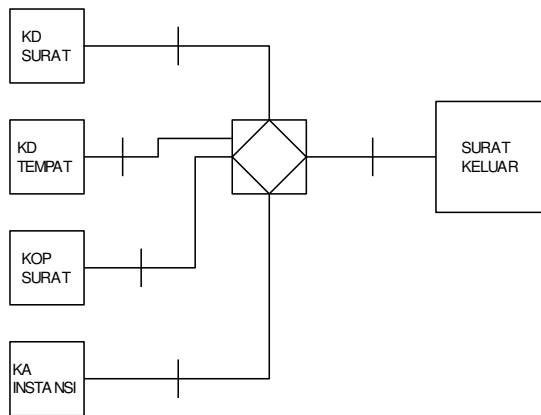 KD
SURAT
KD
TEMPAT
SURAT
KELUAR
KOP
SURAT
KA
INSTANSI